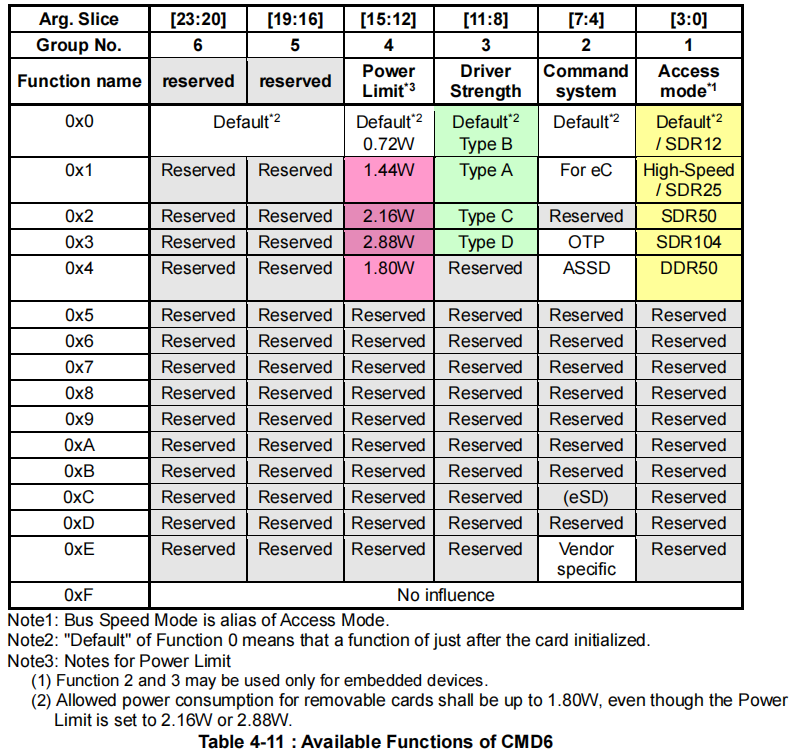 Arg. Slice [23:20] [19:16] [15:12] [11:8] [7:4] [3:0]
Group No. 6 5 4 3 2 1
Function name reserved reserved Power Limit*3 Driver Strength Command system Access mode*1
0x0 Default*2 Default*2 0.72W Default*2 Type B Default*2 Default*2 / SDR12
0x1 Reserved Reserved 1.44W Type A For eC High-Speed / SDR25
0x2 Reserved Reserved 2.16W Type C Reserved SDR50
0x3 Reserved Reserved 2.88W Type D OTP SDR104
0x4 Reserved Reserved 1.80W Reserved ASSD DDR50
0x5 Reserved Reserved Reserved Reserved Reserved Reserved
0x6 Reserved Reserved Reserved Reserved Reserved Reserved
0x7 Reserved Reserved Reserved Reserved Reserved Reserved
0x8 Reserved Reserved Reserved Reserved Reserved Reserved
0x9 Reserved Reserved Reserved Reserved Reserved Reserved
0xA Reserved Reserved Reserved Reserved Reserved Reserved
0xB Reserved Reserved Reserved Reserved Reserved Reserved
0xC Reserved Reserved Reserved Reserved (eSD) Reserved
0xD Reserved Reserved Reserved Reserved Reserved Reserved
0xE Reserved Reserved Reserved Reserved Vendor specific Reserved
0xF No influence
Note1: Bus Speed Mode is alias of Access Mode.
Note2: "Default" of Function 0 means that a function of just after the card initialized.
Note3: Notes for Power Limit
(1) Function 2 and 3 may be used only for embedded devices.
(2) Allowed power consumption for removable cards shall be up to 1.80W, even though the Power
Limit is set to 2.16W or 2.88W.
Table 4-11 : Available Functions of CMD6